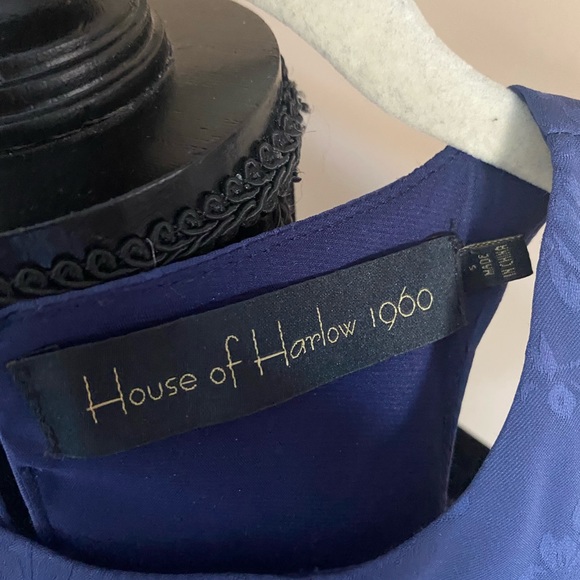 House of Harlow 1960
S
MADE
IN CHINA